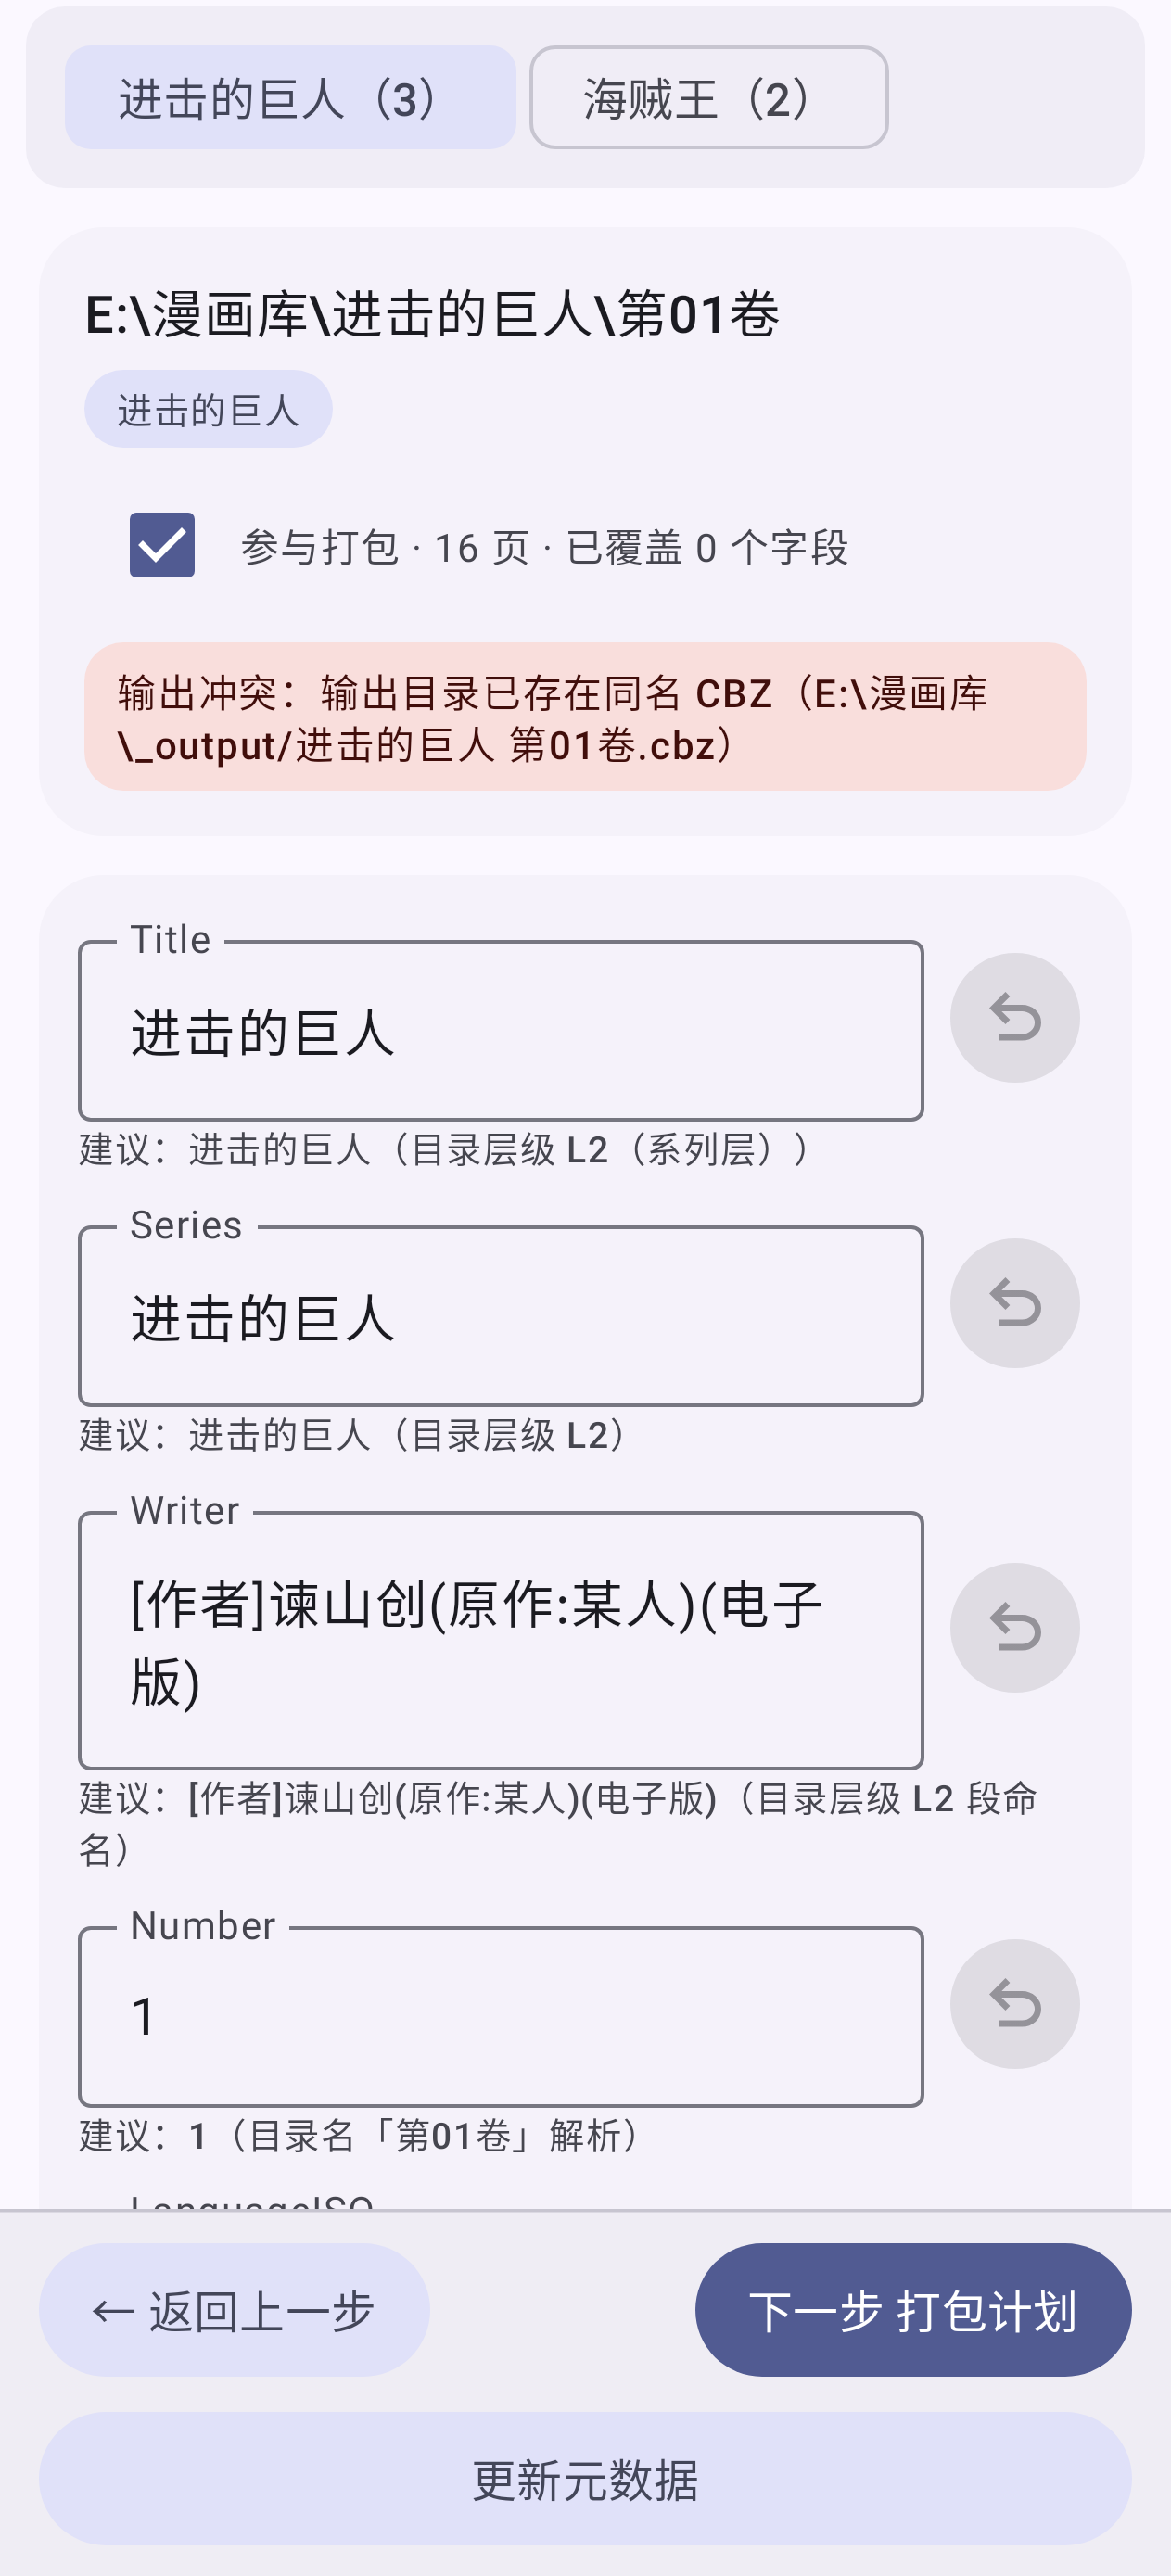 进击的巨人（3） 海贼王（2）
E:\漫画库\进击的巨人\第01卷
进击的巨人
参与打包 · 16 页 · 已覆盖 0 个字段
输出冲突：输出目录已存在同名 CBZ（E:\漫画库
\_output/进击的巨人 第01卷.cbz）
Title
进击的巨人
建议：进击的巨人（目录层级 L2（系列层））
Series
进击的巨人
建议：进击的巨人（目录层级 L2）
Writer
[作者]谏山创(原作:某人)(电子
版)
建议：[作者]谏山创(原作:某人)(电子版)（目录层级 L2 段命
名）
Number
1
建议：1（目录名「第01卷」解析）
LanguageISO
← 返回上一步 下一步 打包计划
更新元数据